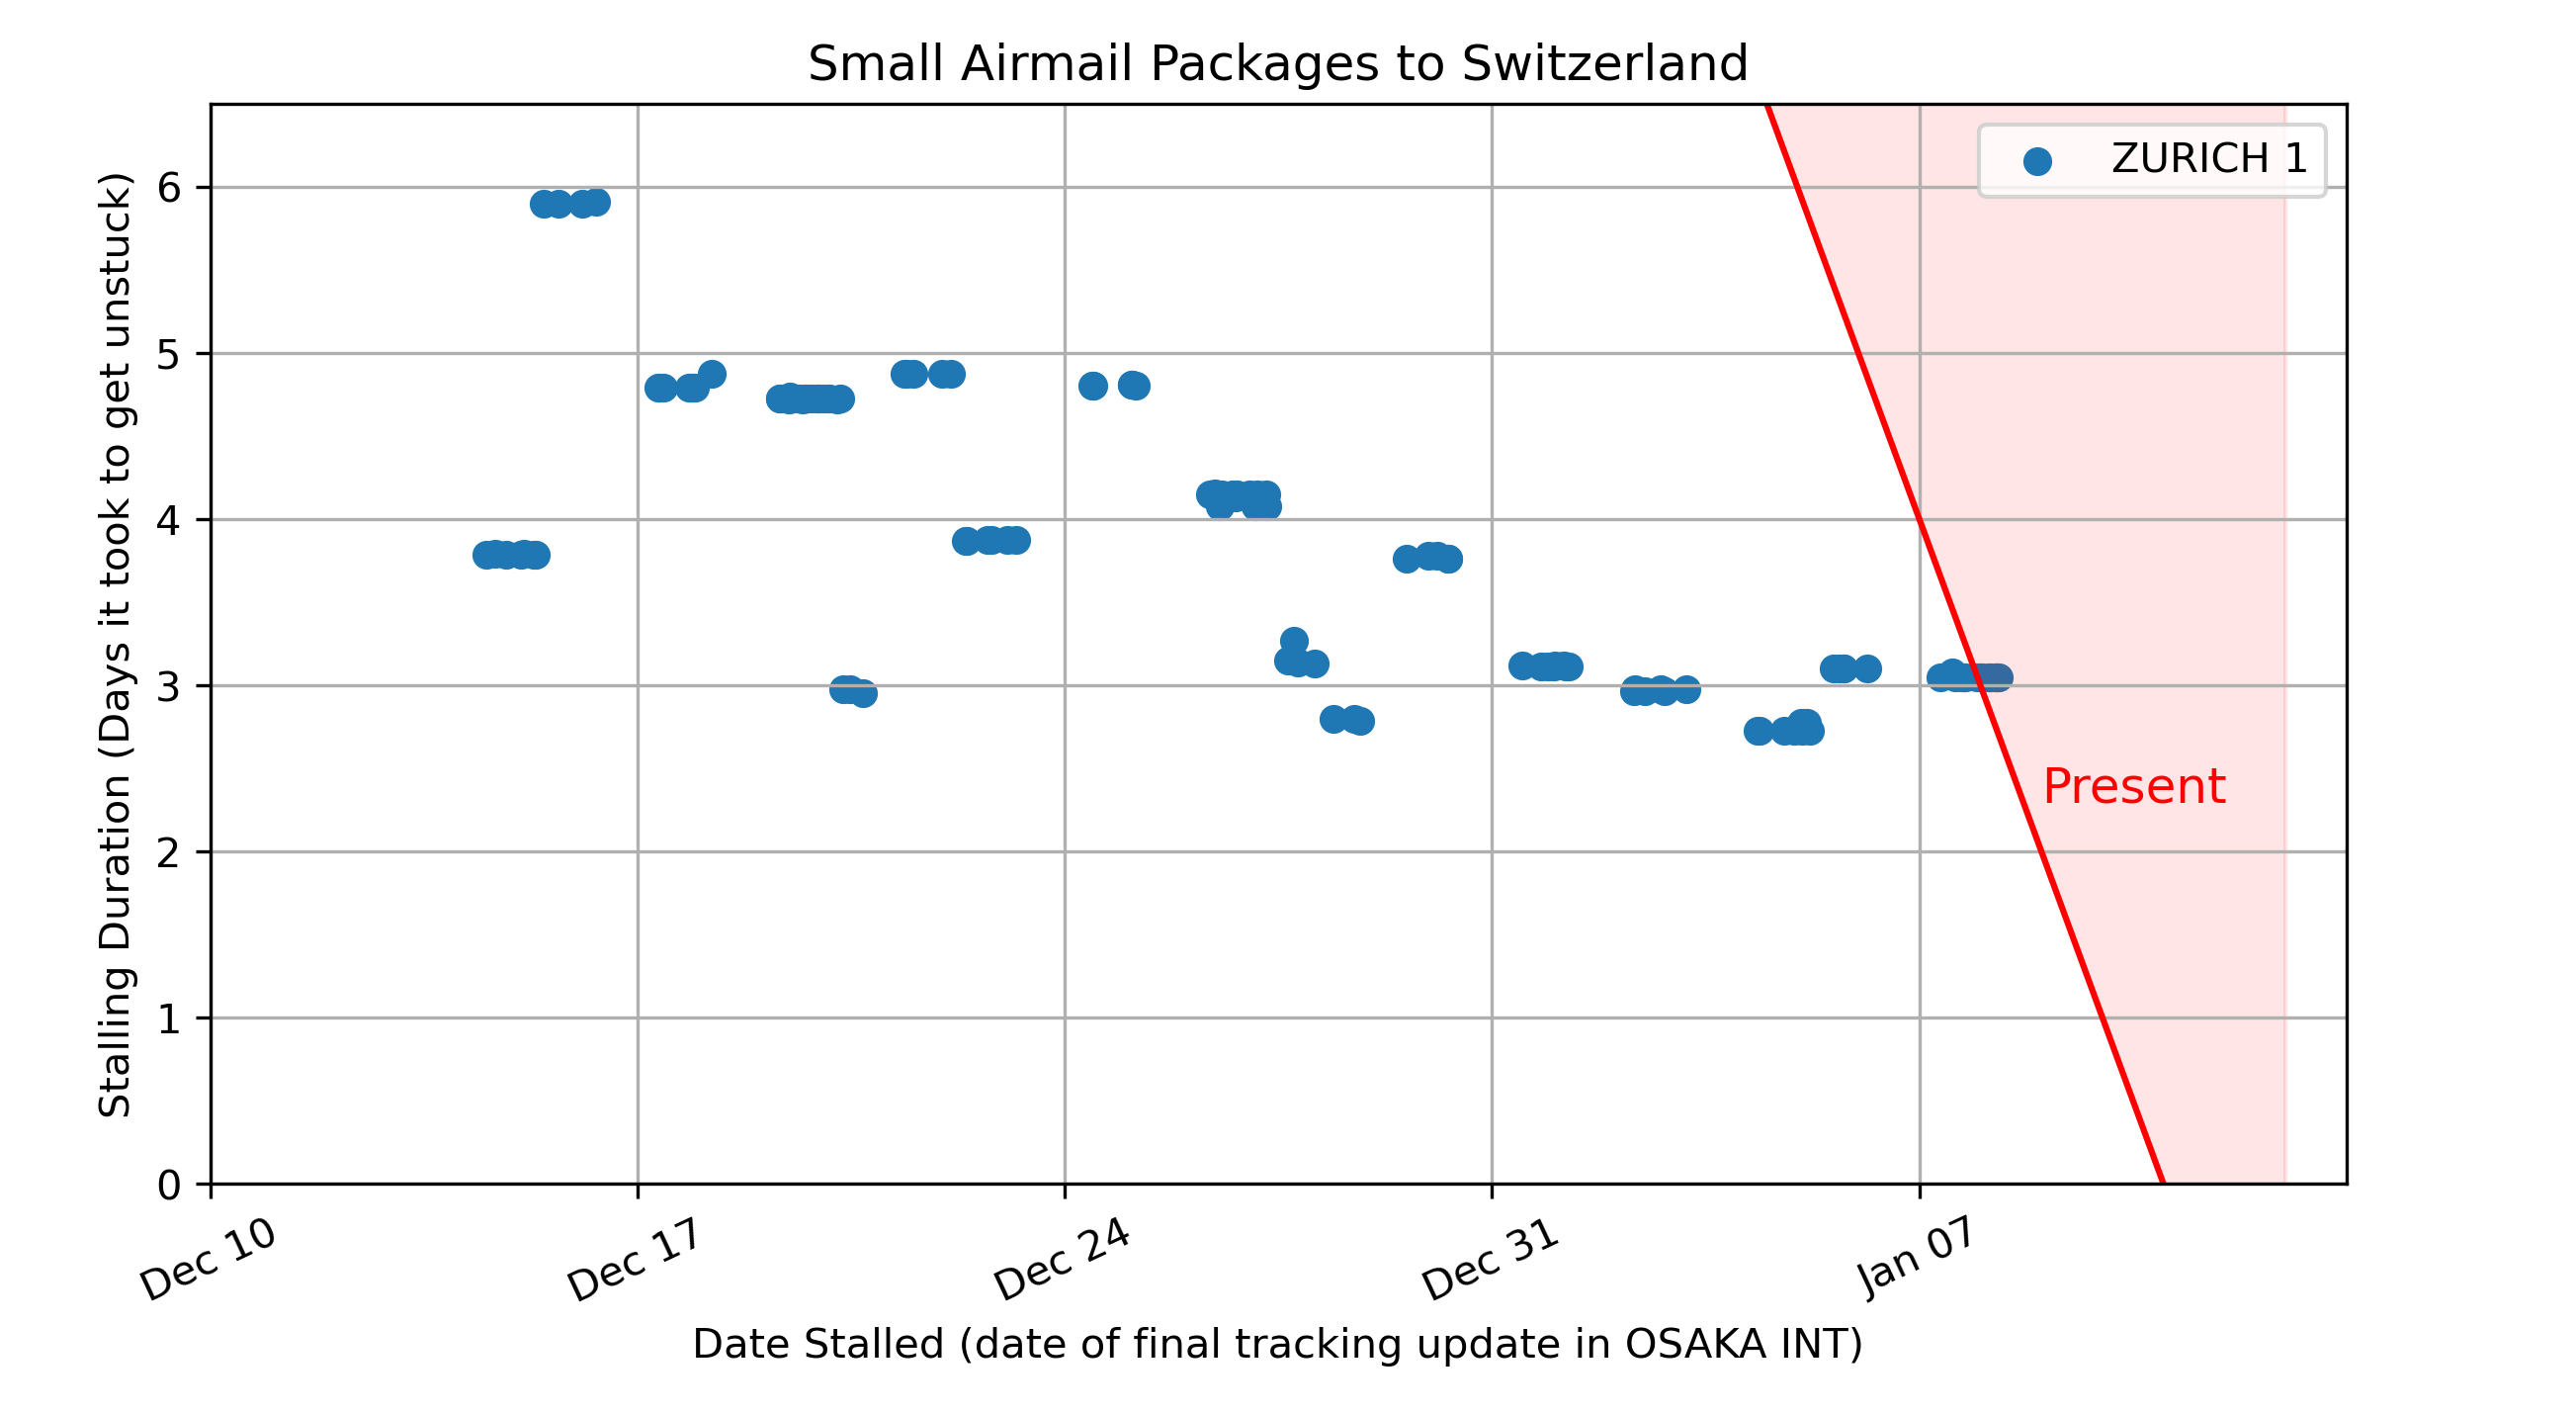 Small Airmail Packages to Switzerland
ZURICH 1
Stalling Duration (Days it took to get unstuck)
6
5
4
3
2
1
0
Present
Dec 10
Dec 17
Dec 24
Dec 31
Jan 07
Date Stalled (date of final tracking update in OSAKA INT)